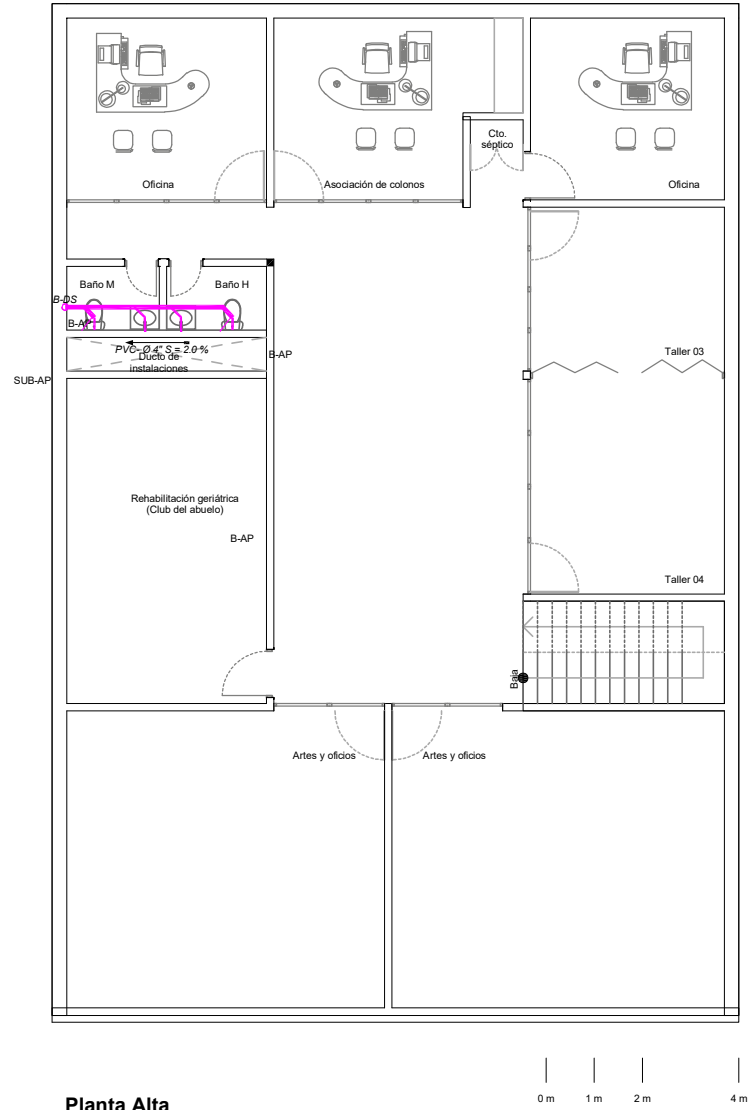 Cto.
séptico
Oficina
Asociación de colonos
Oficina
Baño M
Baño H
B-DS
B-AP
PVC- Ø 4" S = 2.0 %
Ducto de
instalaciones
B-AP
Taller 03
SUB-AP
Rehabilitación geriátrica
(Club del abuelo)
B-AP
Taller 04
Baja
Artes y oficios
Artes y oficios
0 m
1 m
2 m
4 m
Planta Alta